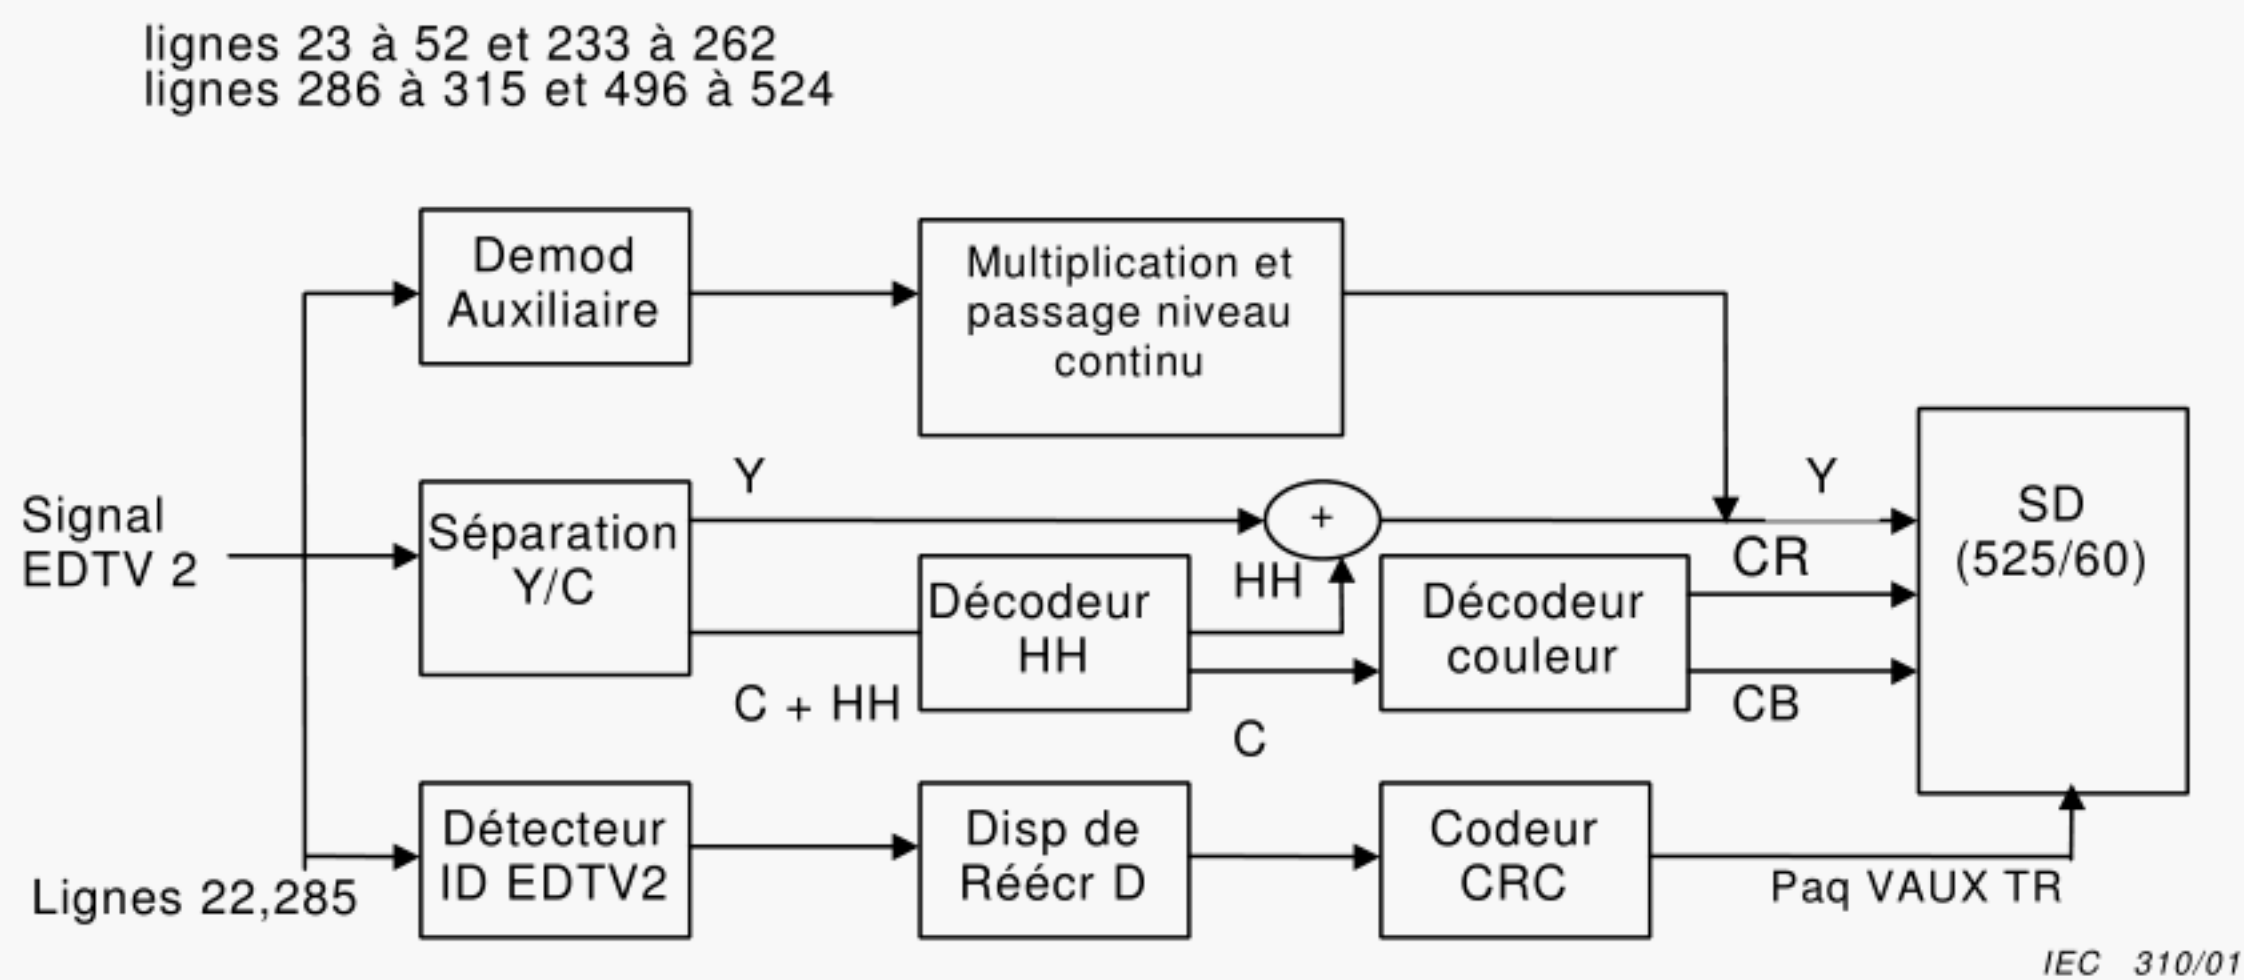 lignes 23 à 52 et 233 à 262
lignes 286 à 315 et 496 à 524
Demod
Auxiliaire
Multiplication et
passage niveau
continu
Signal
EDTV 2
Séparation
Y/C
Y
+
Y
SD
(525/60)
HH
CR
Décodeur
HH
Décodeur
couleur
C + HH
C
CB
Lignes 22,285
Détecteur
ID EDTV2
Disp de
Réécr D
Codeur
CRC
Paq VAUX TR
IEC 310/01